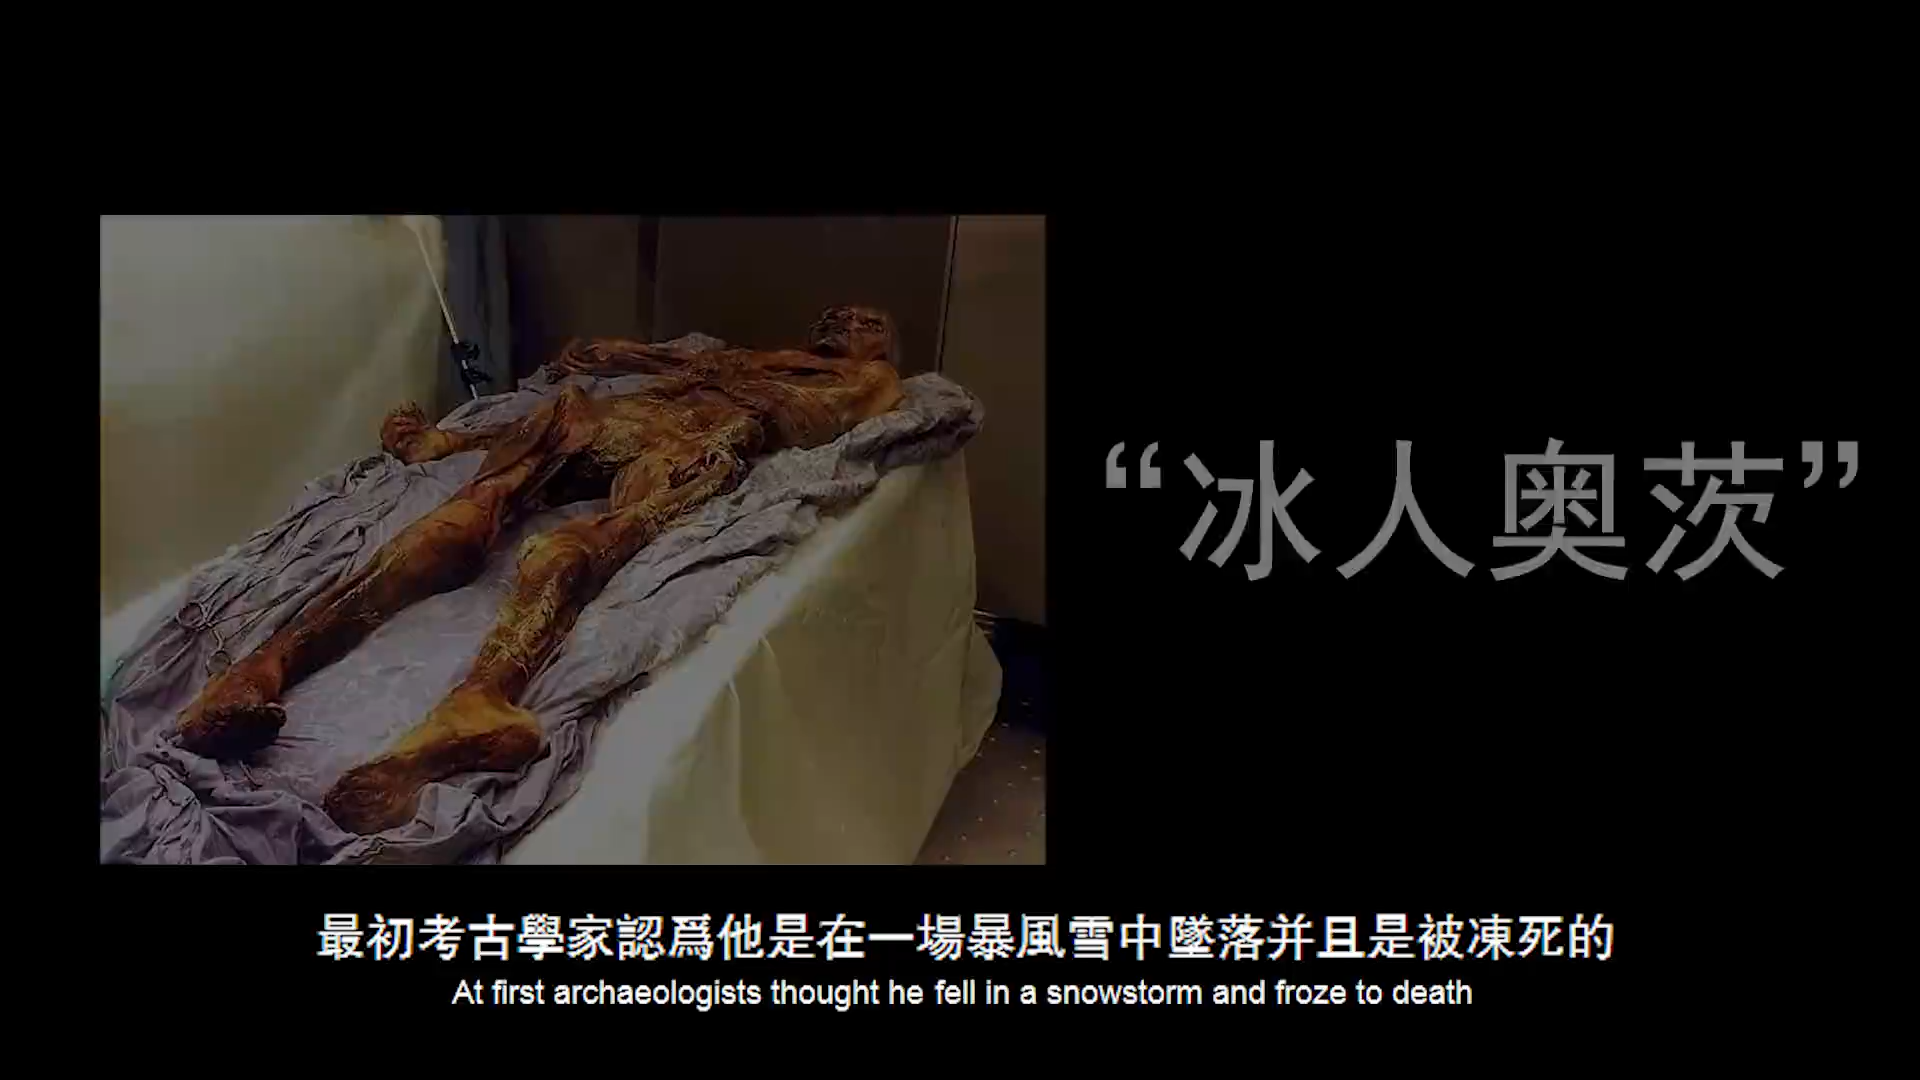 “冰人奥茨”
最初考古學家認爲他是在一場暴風雪中墜落并且是被凍死的
At first archaeologists thought he fell in a snowstorm and froze to death